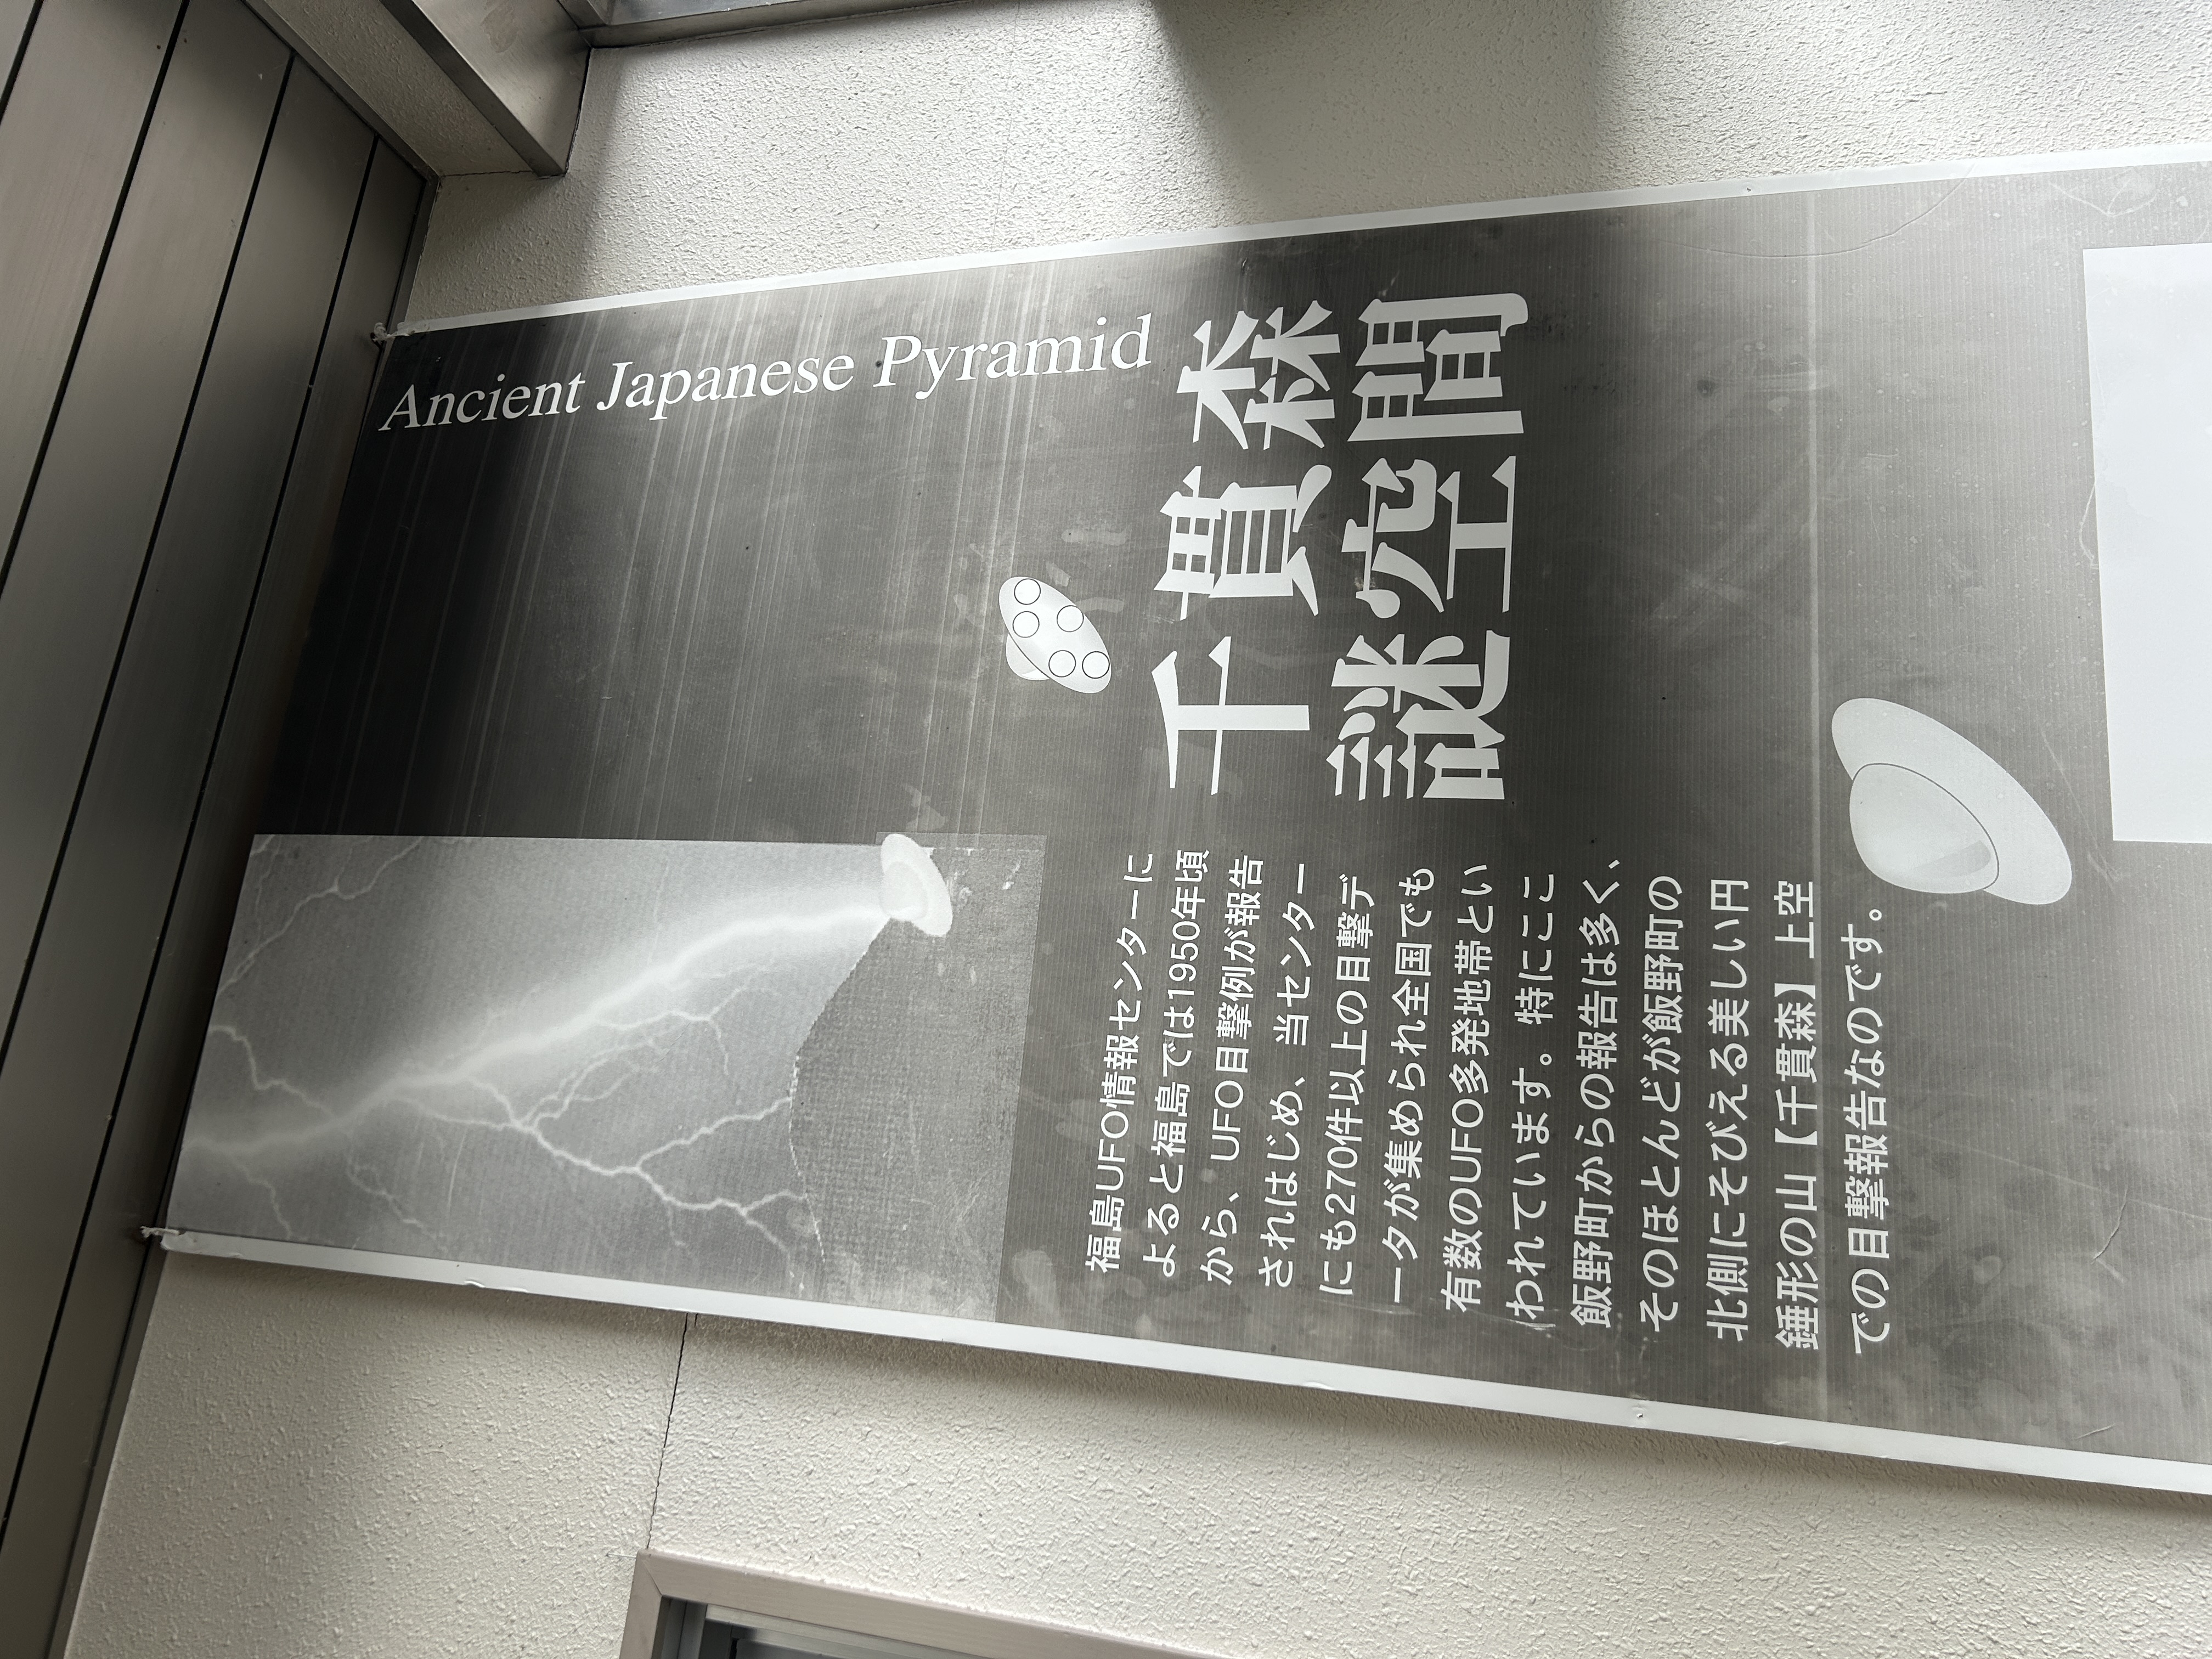 Ancient Japanese Pyramid
千貫森
謎空間
福島UFO情報センターに
よると福島では1950年頃
から、UFO目撃例が報告
されはじめ、当センター
にも270件以上の目撃デ
ータが集められ全国でも
有数のUFO多発地帯とい
われています。特にここ
飯野町からの報告は多く、
そのほとんどが飯野町の
北側にそびえる美しい円
錘形の山【千貫森】上空
での目撃報告なのです。